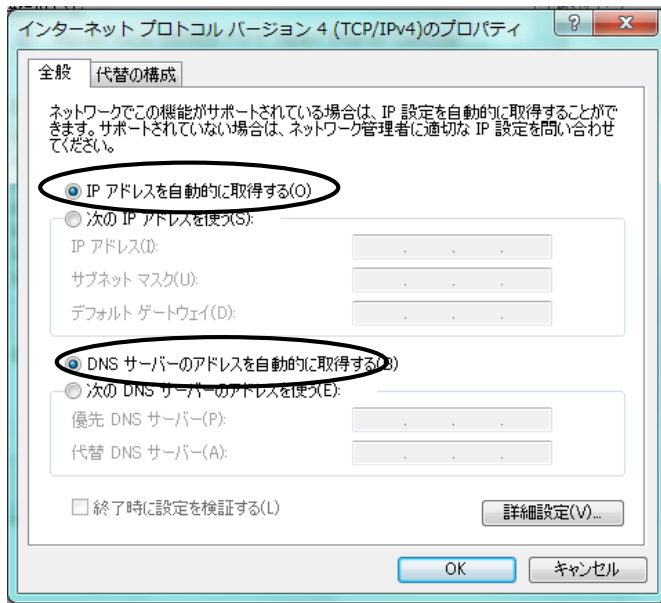 インターネット プロトコル バージョン 4 (TCP/IPv4)のプロパティ
全般
代替の構成
ネットワークでこの機能がサポートされている場合は、IP 設定を自動的に取得することがで
きます。サポートされていない場合は、ネットワーク管理者に適切な IP 設定を問い合わせ
てください。
IP アドレスを自動的に取得する(O)
次の IP アドレスを使う(S):
IP アドレス(I):
サブネット マスク(U):
デフォルト ゲートウェイ(D):
DNS サーバーのアドレスを自動的に取得する(B)
次の DNS サーバーのアドレスを使う(E):
優先 DNS サーバー(P):
代替 DNS サーバー(A):
終了時に設定を検証する(L)
詳細設定(V)...
OK
キャンセル